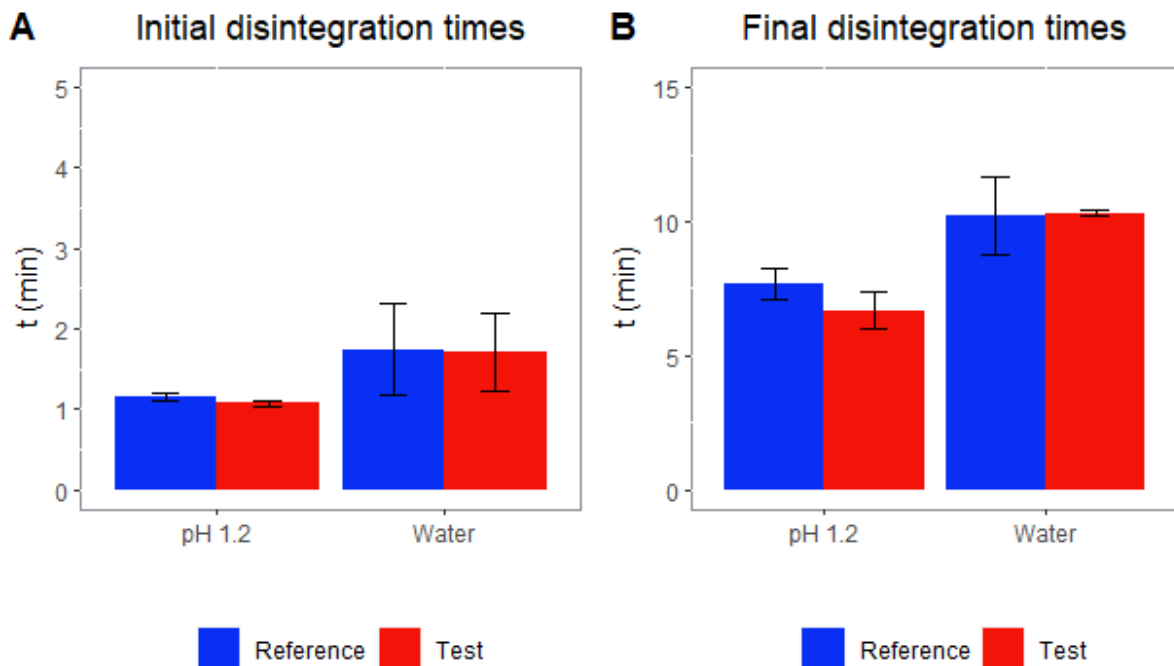 A Initial disintegration times
5
4
3
2
1
0
t (min)
pH 1.2 Water
Reference Test
B Final disintegration times
15
10
5
0
t (min)
pH 1.2 Water
Reference Test